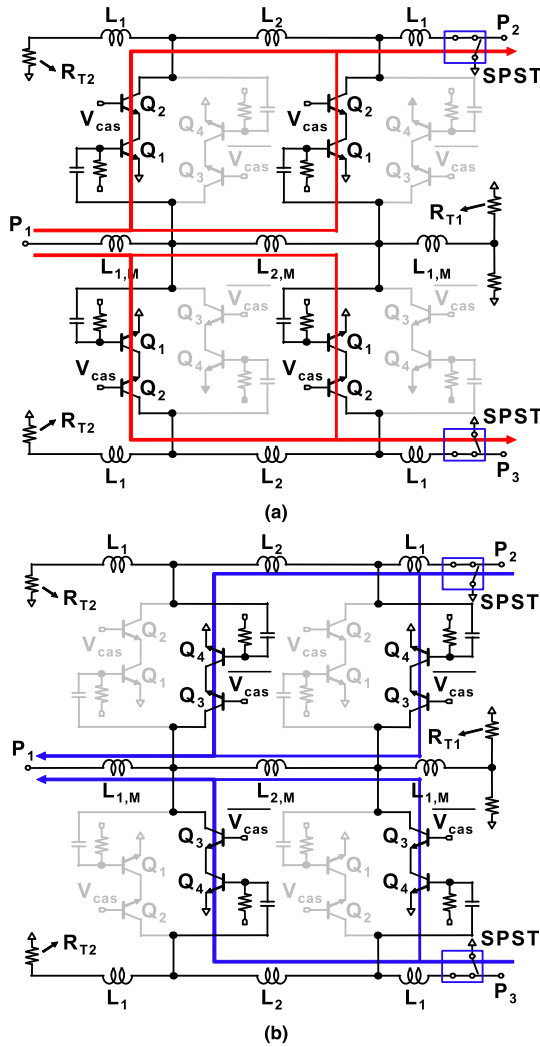 L1 L2 L1 P2
RT2 SPST
Q2 Q4 Q2 Q4
Vcas Vcas
Q1 Q3 Vcas Q1 Q3
P1 RT1
L1,M L2,M L1,M
Q1 Q3 Vcas Q1 Q3 Vcas
Vcas Q2 Q4 Vcas Q2 Q4
RT2 SPST
L1 L2 L1 P3
(a)
L1 L2 L1 P2
RT2 SPST
Q2 Q4 Q2 Q4
Vcas Vcas
Q1 Q3 Vcas Q1 Q3 Vcas
P1 RT1
L1,M L2,M L1,M
Q1 Q3 Vcas Q1 Q3 Vcas
Vcas Q2 Q4 Vcas Q2 Q4
RT2 SPST
L1 L2 L1 P3
(b)